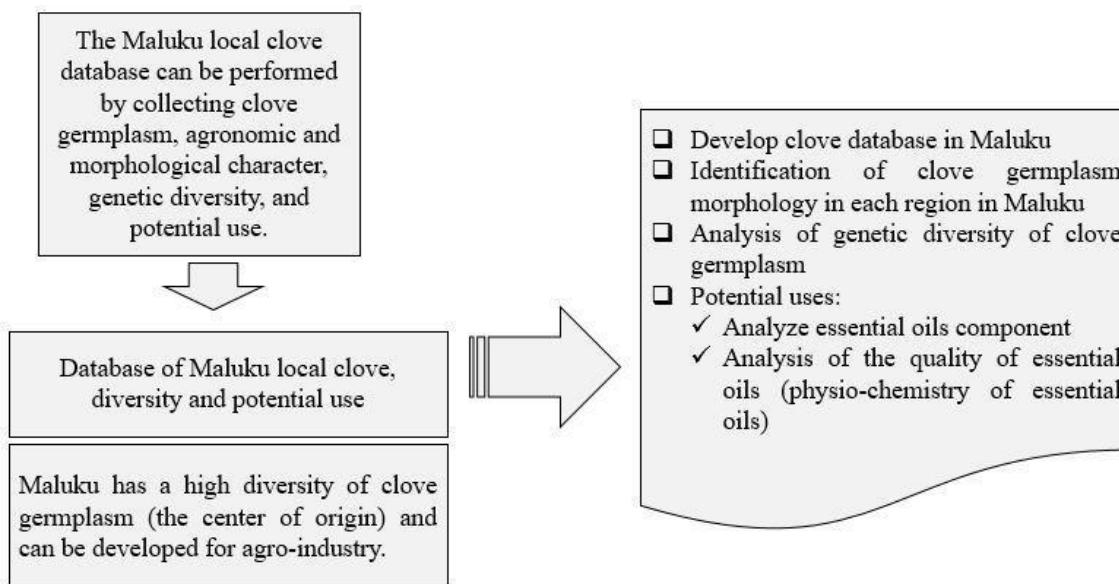 The Maluku local clove
database can be performed
by collecting clove
germplasm, agronomic and
morphological character,
genetic diversity, and
potential use.
Database of Maluku local clove,
diversity and potential use
Maluku has a high diversity of clove
germplasm (the center of origin) and
can be developed for agro-industry.
❑ Develop clove database in Maluku
❑ Identification of clove germplasm
morphology in each region in Maluku
❑ Analysis of genetic diversity of clove
germplasm
❑ Potential uses:
✓ Analyze essential oils component
✓ Analysis of the quality of essential
oils (physio-chemistry of essential
oils)